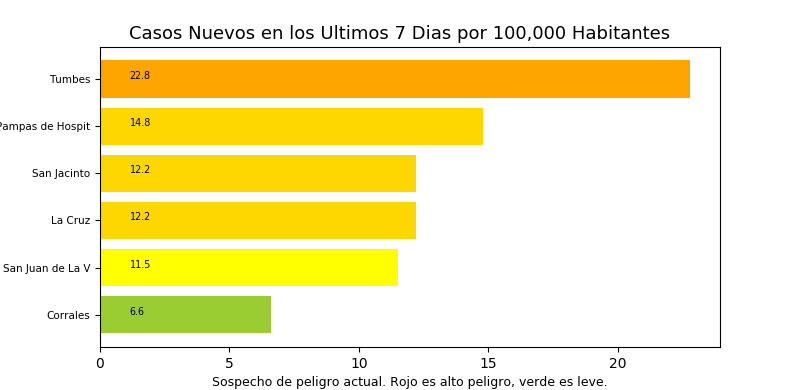 Casos Nuevos en los Ultimos 7 Dias por 100,000 Habitantes
Tumbes 22.8
Pampas de Hospit 14.8
San Jacinto 12.2
La Cruz 12.2
San Juan de La V 11.5
Corrales 6.6
0 5 10 15 20
Sospecho de peligro actual. Rojo es alto peligro, verde es leve.